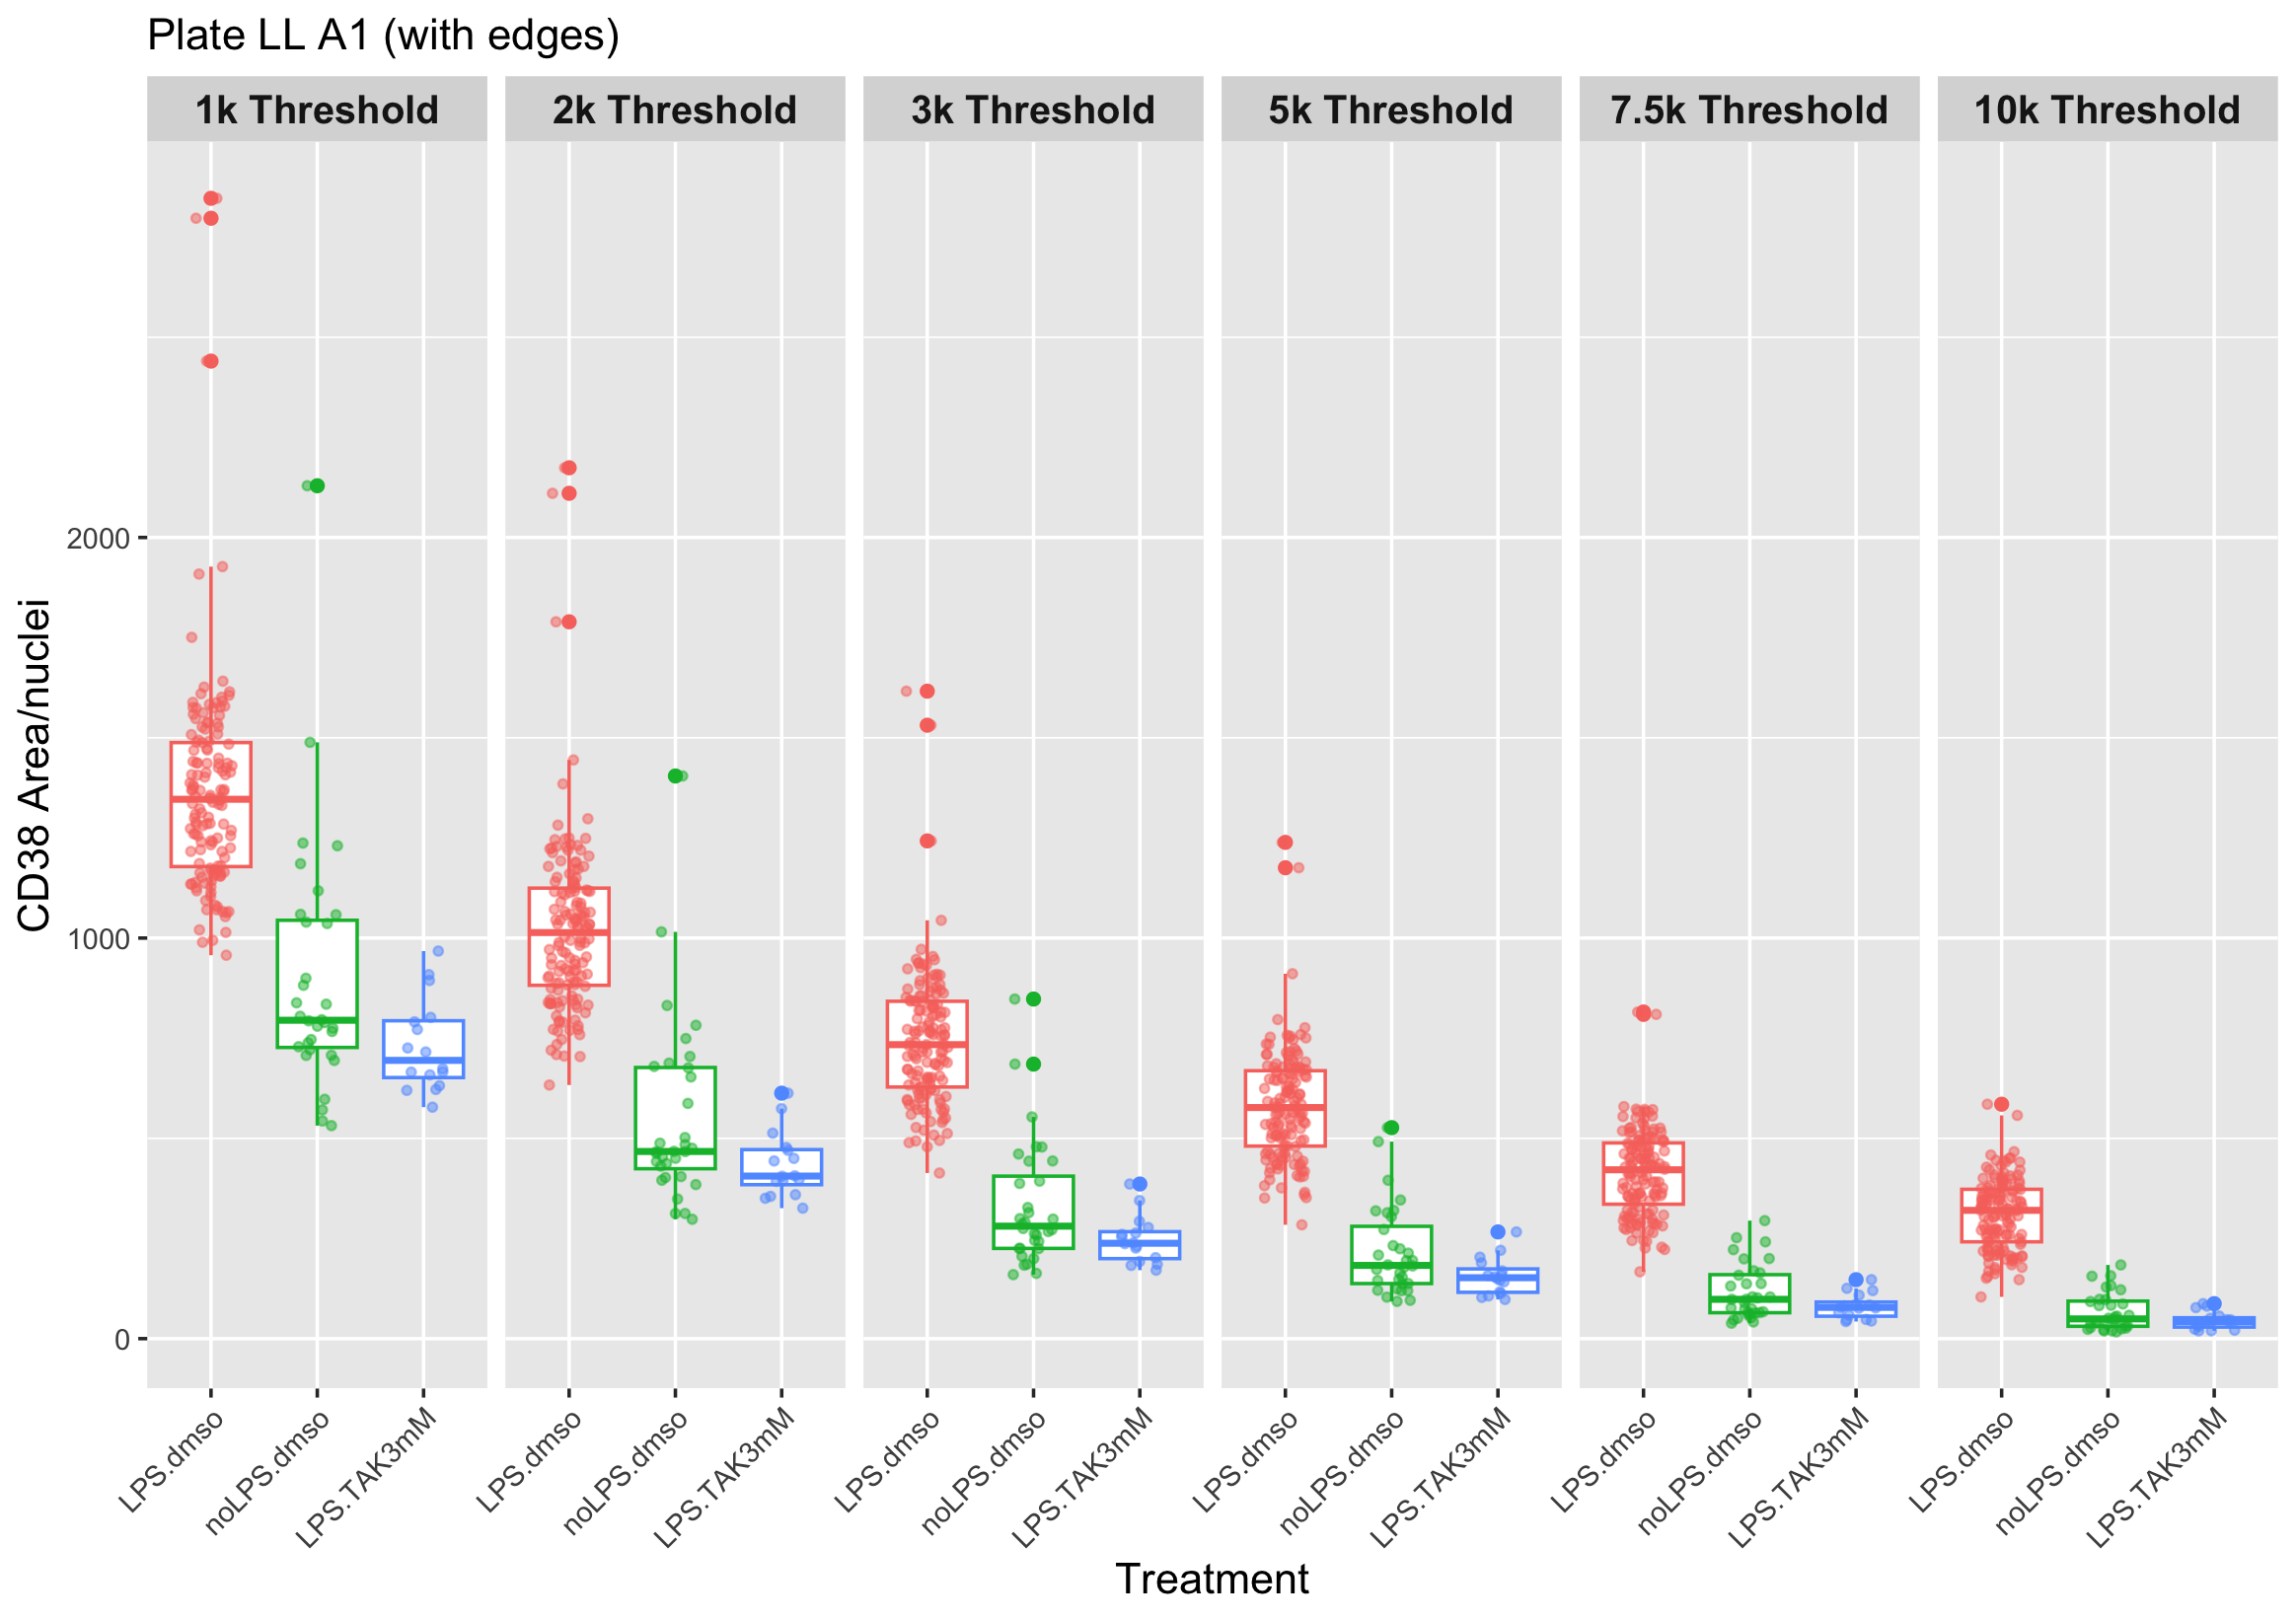 Plate LL A1 (with edges)
1k Threshold
2k Threshold
3k Threshold
5k Threshold
7.5k Threshold
10k Threshold
CD38 Area/nuclei
2000
1000
0
LPS.dmso
noLPS.dmso
LPS.TAK3mM
LPS.dmso
noLPS.dmso
LPS.TAK3mM
LPS.dmso
noLPS.dmso
LPS.TAK3mM
LPS.dmso
noLPS.dmso
LPS.TAK3mM
LPS.dmso
noLPS.dmso
LPS.TAK3mM
LPS.dmso
noLPS.dmso
LPS.TAK3mM
Treatment